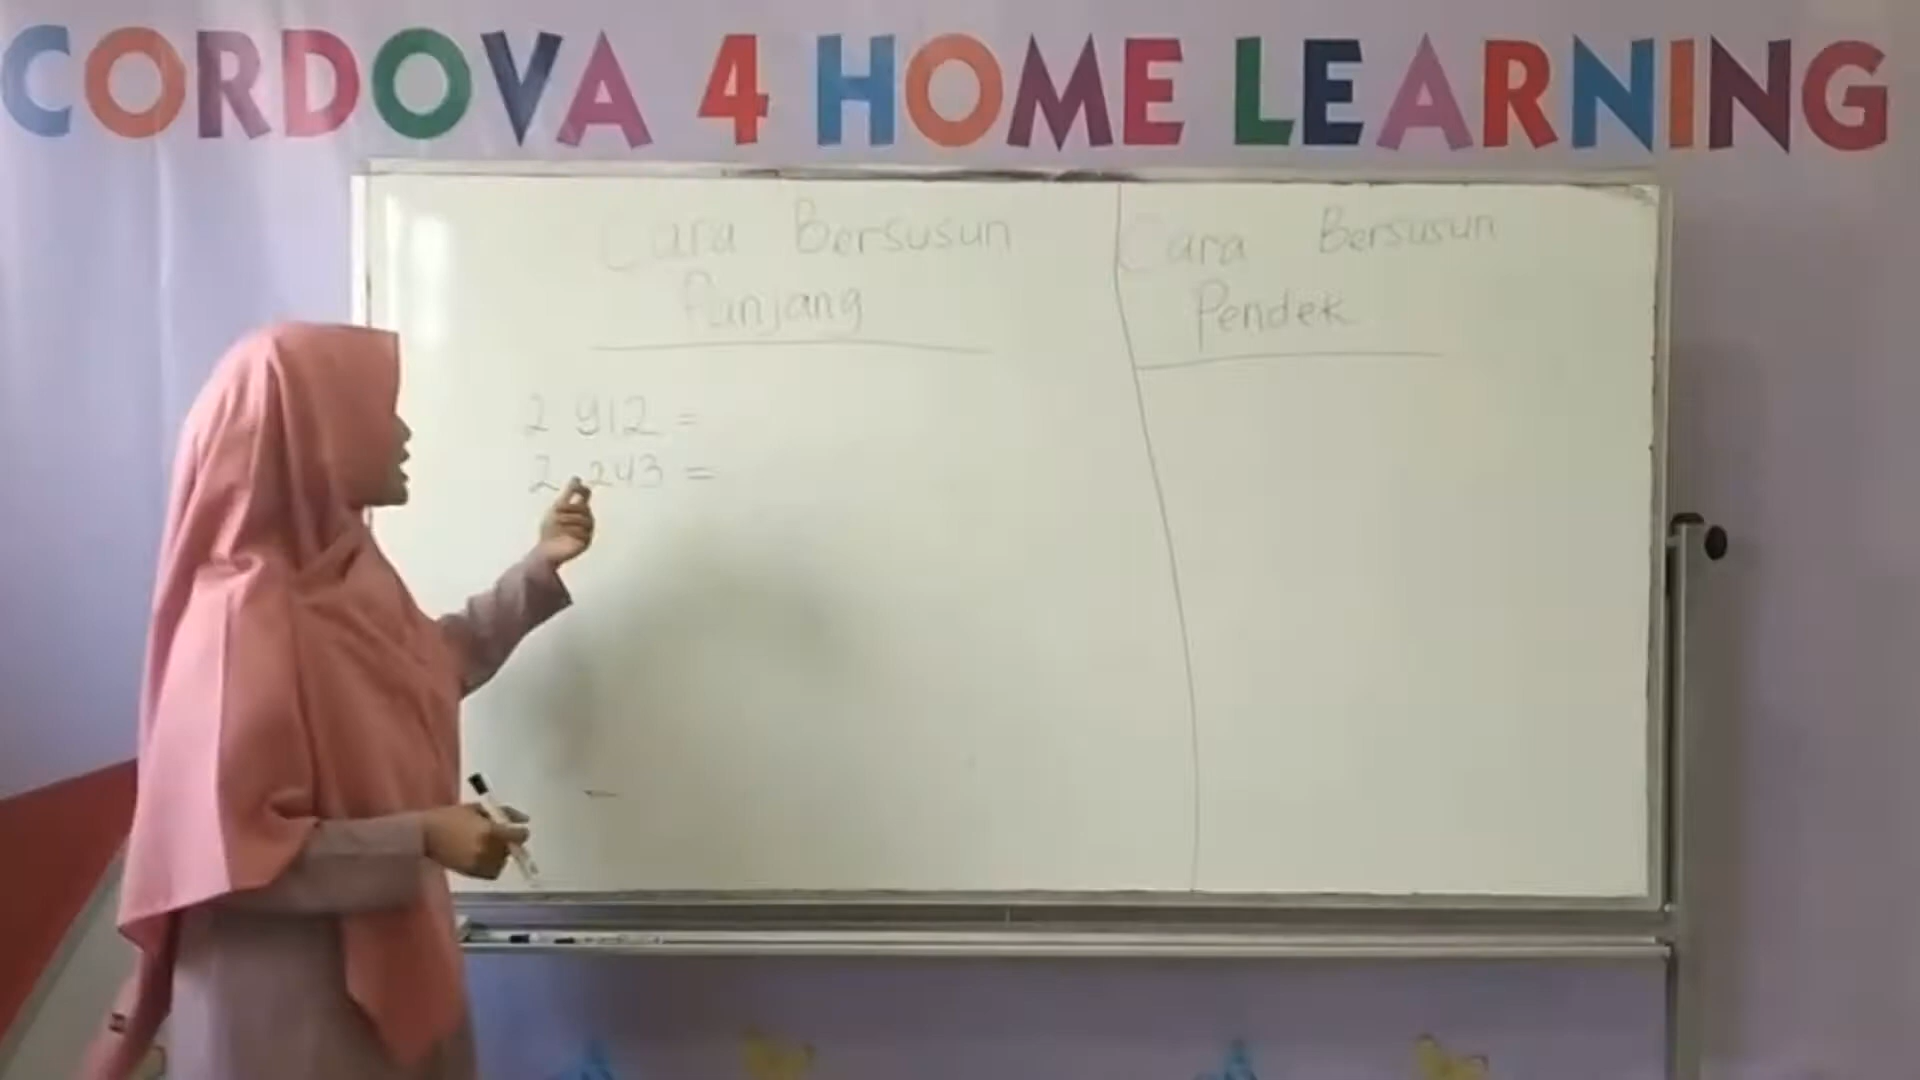 CORDOVA 4 HOME LEARNING
Cara Bersusun
Panjang
Cara Bersusun
Pendek
2 912 =
2.243 =